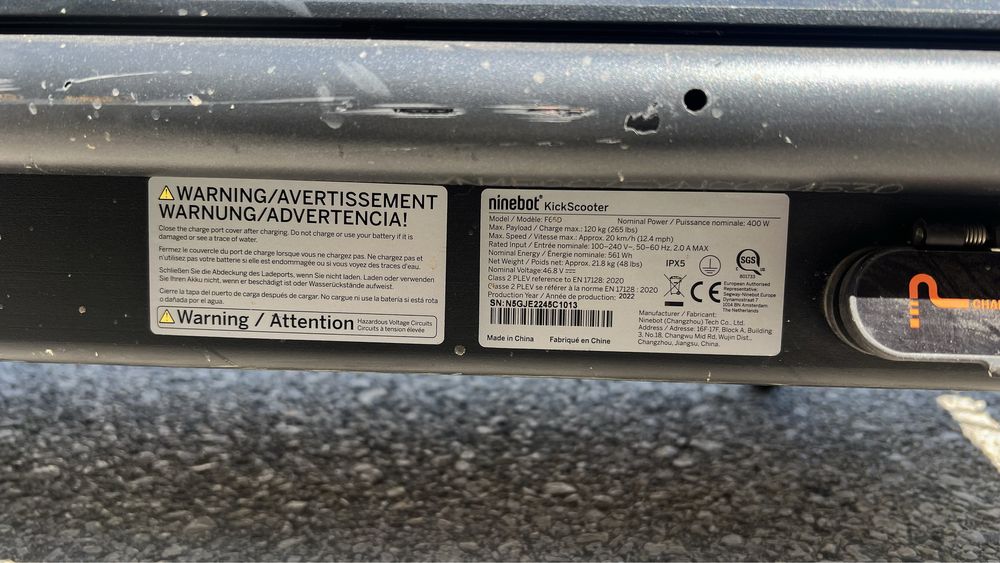 WARNING/AVERTISSEMENT
WARNUNG/ADVERTENCIA!
Close the charge port cover after charging. Do not charge or use your battery if it is
damaged or see a trace of water.
Fermez le couvercle du port de charge lorsque vous ne chargez pas. Ne chargez pas et
n'utilisez pas votre batterie si elle est endommagée ou si vous voyez des traces d'eau.
Schließen Sie die Abdeckung des Ladeports, wenn Sie nicht laden. Laden oder verwenden
Sie Ihren Akku nicht, wenn er beschädigt ist oder Wasserrückstände aufweist.
Cierre la tapa del puerto de carga después de cargar. No cargue ni use la batería si está rota
o dañada por el agua.
Warning / Attention
Hazardous Voltage Circuits
Circuits à tension élevée
ninebot® KickScooter
Model / Modèle: F65D
Nominal Power / Puissance nominale: 400 W
Max. Payload / Charge max.: 120 kg (265 lbs)
Max. Speed / Vitesse max.: Approx. 20 km/h (12.4 mph)
Rated Input / Entrée nominale: 100-240 V~, 50-60 Hz, 2.0 A MAX
Nominal Energy / Énergie nominale: 561 Wh
Net Weight / Poids net: Approx. 21.8 kg (48 lbs)
Nominal Voltage: 46.8 V
Class 2 PLEV reference to EN 17128: 2020
Classe 2 PLEV se référer à la norme EN 17128 : 2020
Production Year / Année de production: 2022
SN:N5GJE2245C1013
Made in China Fabriqué en Chine
IPX5
SGS
601733
CE
European Authorised
Representative:
Segway-Ninebot Europe
Dynamostraat 7
1014 BN Amsterdam
The Netherlands
Manufacturer / Fabricant:
Ninebot (Changzhou) Tech Co., Ltd.
Address / Adresse: 16F-17F, Block A, Building
3, No.18, Changwu Mid Rd, Wujin Dist.,
Changzhou, Jiangsu, China.